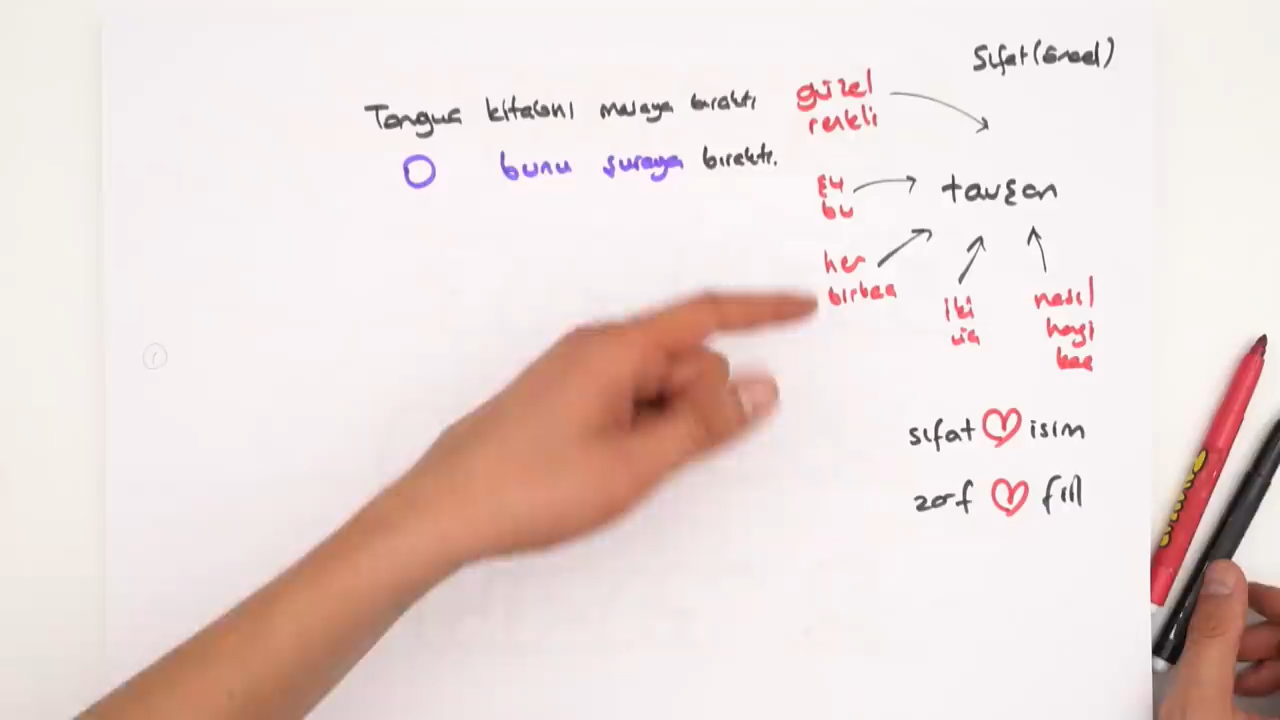 Sıfat (Önad)
Tonguç kitabını masaya bıraktı
O bunu şuraya bıraktı.
güzel
renkli
şu
bu
tavşan
her
birkaç
iki
üç
nasıl
hangi
kaç
sıfat isim
zarf fiil